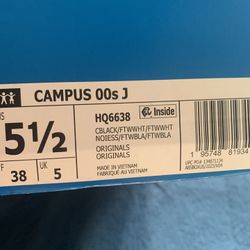 CAMPUS 00s J
US
5½
F
38
UK
5
HQ6638
Inside
CBLACK/FTWWHT/FTWWHT
NOIESS/FTWBLA/FTWBLA
ORIGINALS
ORIGINALS
MADE IN VIETNAM
FABRIQUÉ AU VIETNAM
1 95748 81934